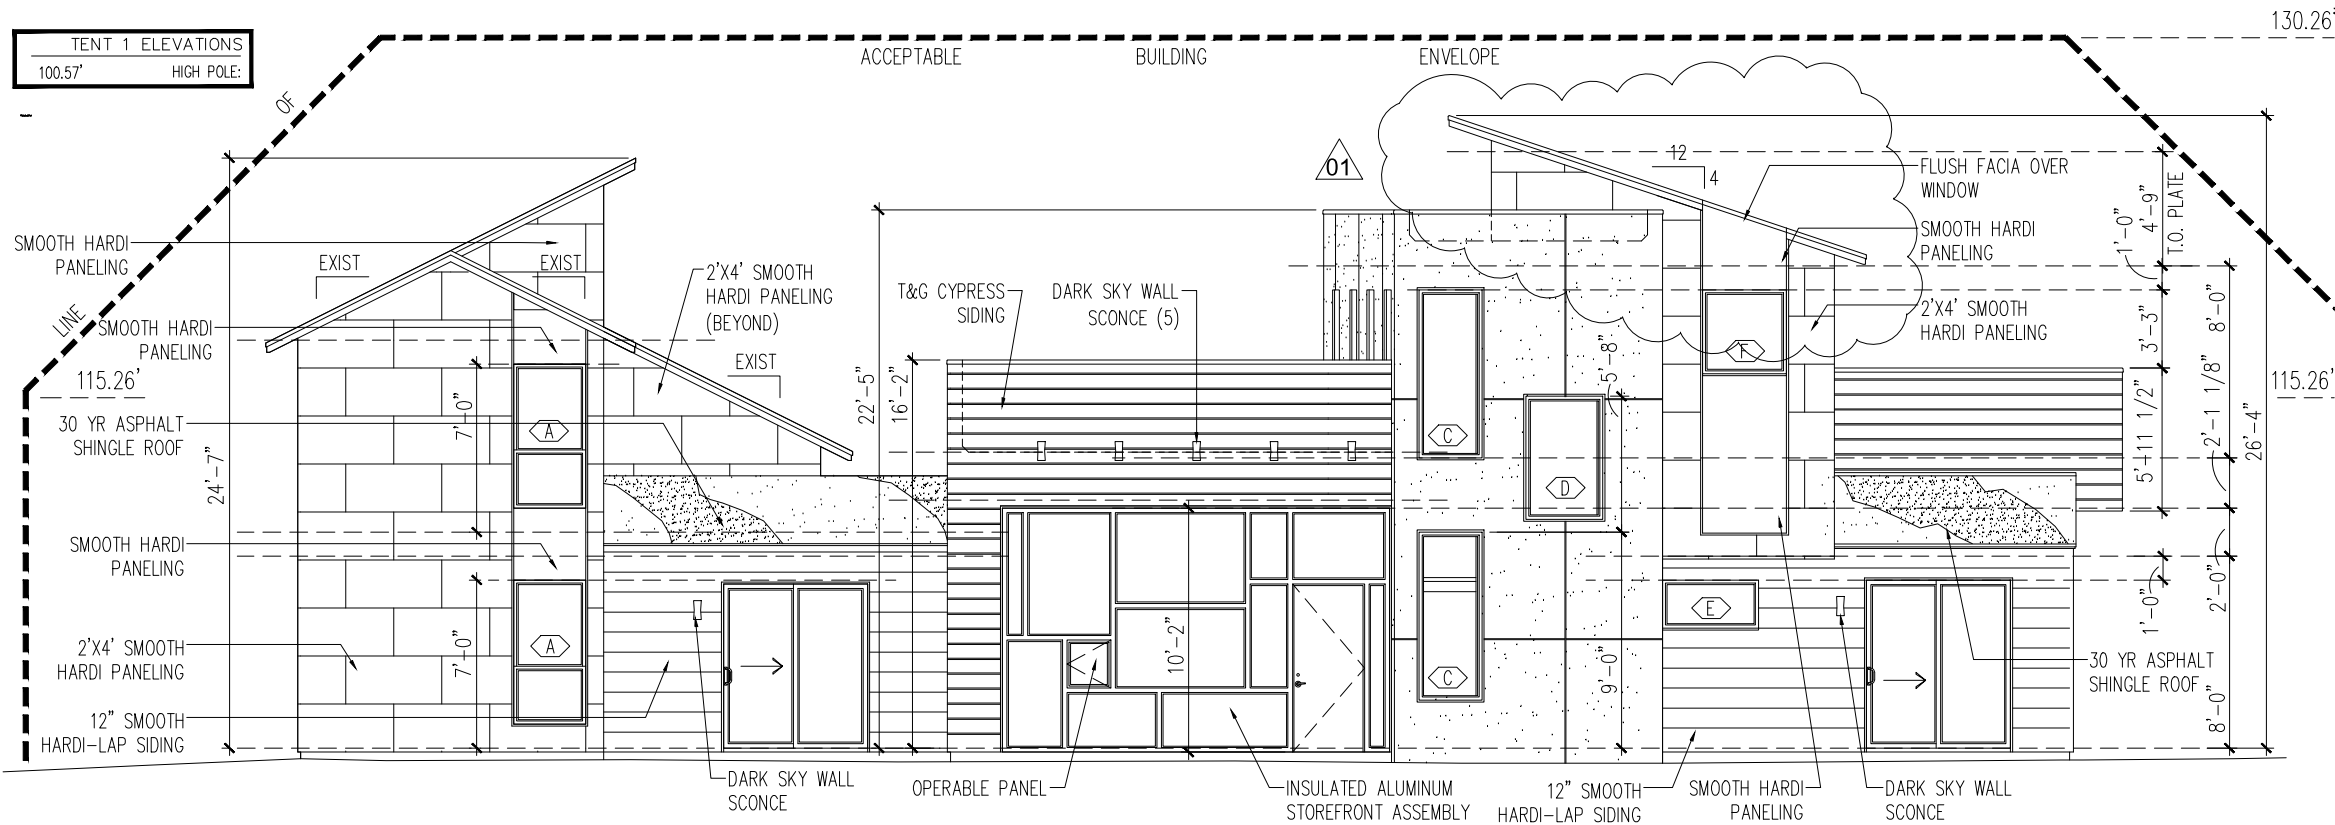 TENT 1 ELEVATIONS
100.57' HIGH POLE:
130.26'
ACCEPTABLE BUILDING ENVELOPE
LINE OF
01
12
4
FLUSH FACIA OVER
WINDOW
SMOOTH HARDI
PANELING
SMOOTH HARDI
PANELING
EXIST
EXIST
2'X4' SMOOTH
HARDI PANELING
(BEYOND)
T&G CYPRESS
SIDING
DARK SKY WALL
SCONCE (5)
2'X4' SMOOTH
HARDI PANELING
SMOOTH HARDI
PANELING
EXIST
115.26'
115.26'
30 YR ASPHALT
SHINGLE ROOF
24'-7"
7'-0"
7'-0"
22'-5"
16'-2"
10'-2"
5'-8"
9'-0"
1'-0"
4'-9"
T.O. PLATE
3'-3"
5'-11 1/2"
1'-0"
8'-0"
2'-1 1/8"
2'-0"
8'-0"
26'-4"
A
A
C
C
D
E
F
SMOOTH HARDI
PANELING
2'X4' SMOOTH
HARDI PANELING
12" SMOOTH
HARDI-LAP SIDING
30 YR ASPHALT
SHINGLE ROOF
DARK SKY WALL
SCONCE
OPERABLE PANEL
INSULATED ALUMINUM
STOREFRONT ASSEMBLY
12" SMOOTH
HARDI-LAP SIDING
SMOOTH HARDI
PANELING
DARK SKY WALL
SCONCE